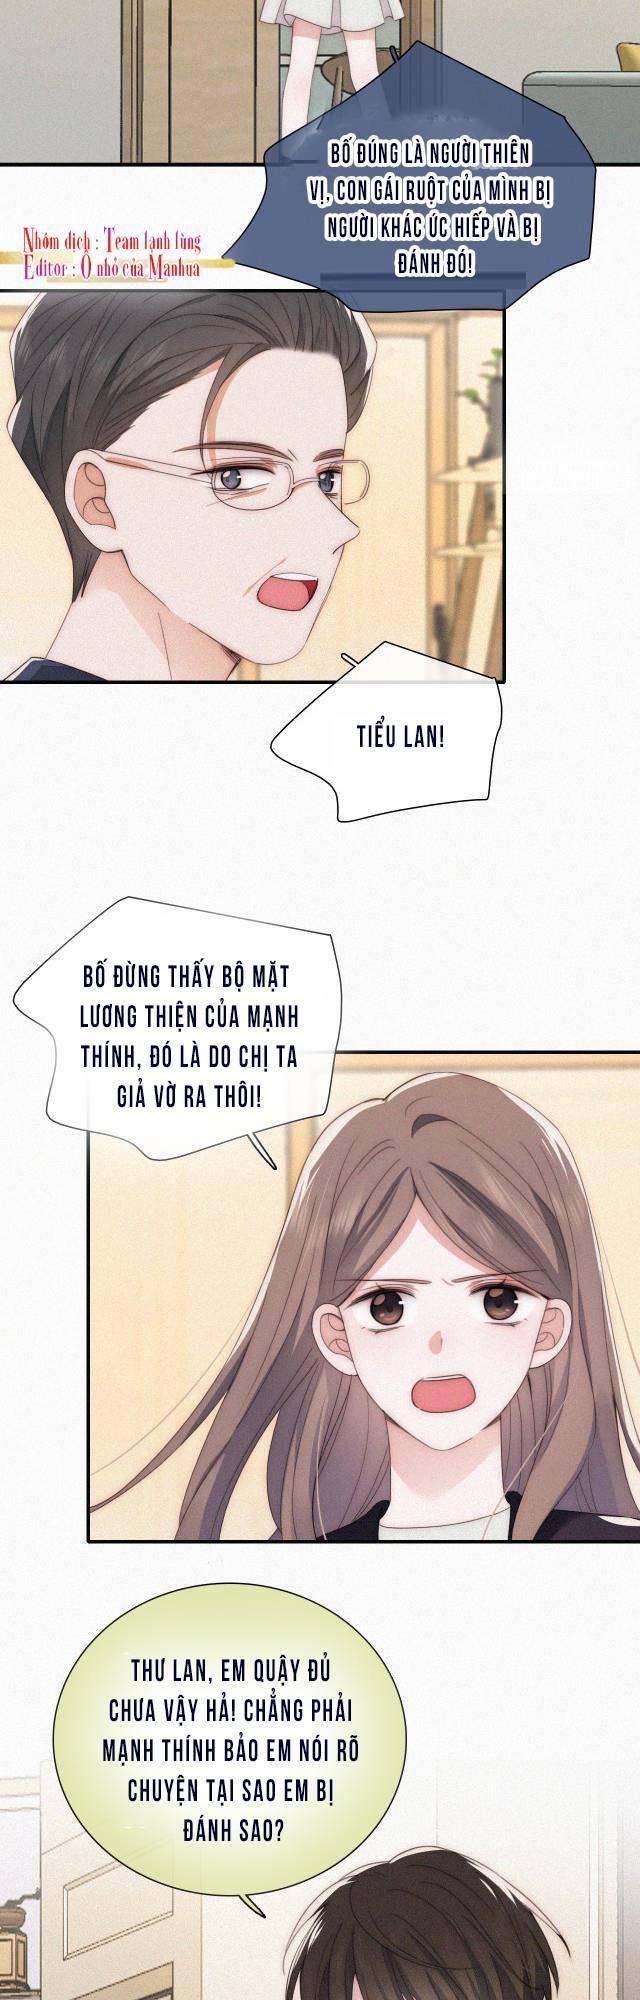 BỐ ĐÚNG LÀ NGƯỜI THIÊN
VỊ, CON GÁI RUỘT CỦA MÌNH BỊ
NGƯỜI KHÁC ỨC HIẾP VÀ BỊ
ĐÁNH ĐÓ!
Nhóm dịch : Team lạnh lùng
Editor : Ô nhỏ của Manhua
TIỂU LAN!
BỐ ĐỪNG THẤY BỘ MẶT
LƯƠNG THIỆN CỦA MẠNH
THÍNH, ĐÓ LÀ DO CHỊ TA
GIẢ VỜ RA THÔI!
THƯ LAN, EM QUẬY ĐỦ
CHƯA VẬY HẢ! CHẲNG PHẢI
MẠNH THÍNH BẢO EM NÓI RÕ
CHUYỆN TẠI SAO EM BỊ
ĐÁNH SAO?